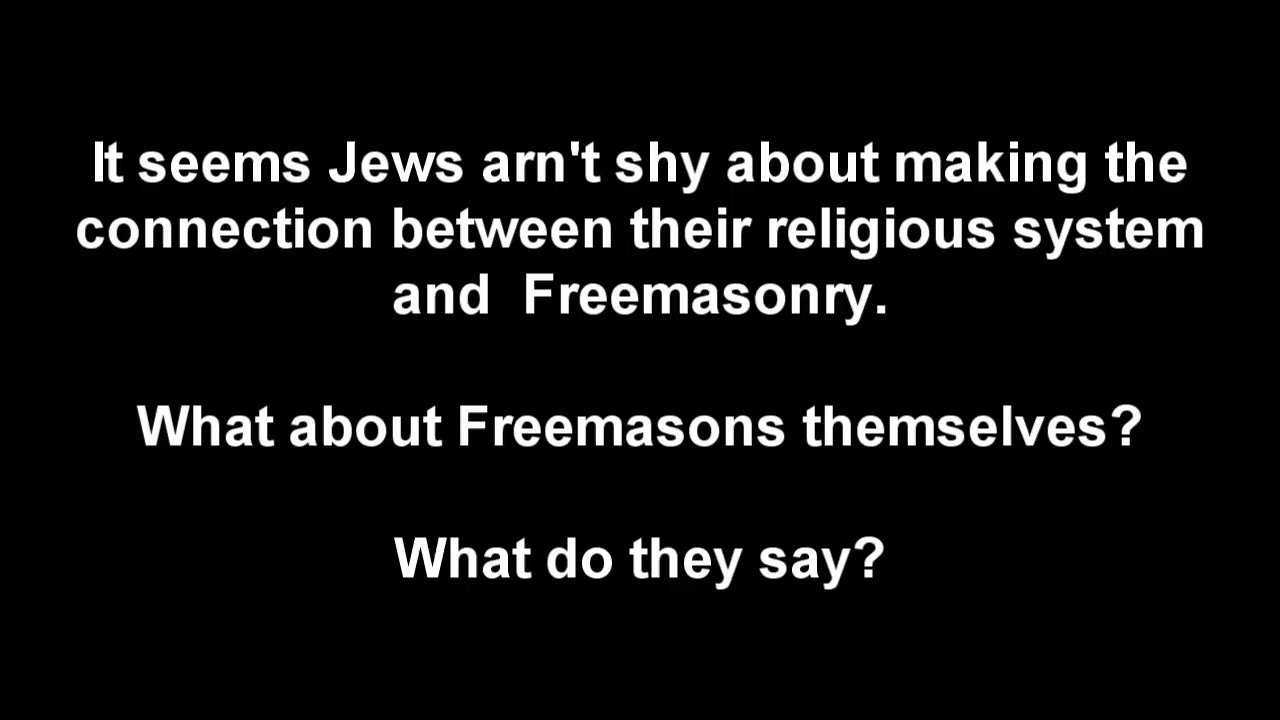 It seems Jews arn't shy about making the
connection between their religious system
and  Freemasonry.
What about Freemasons themselves?
What do they say?